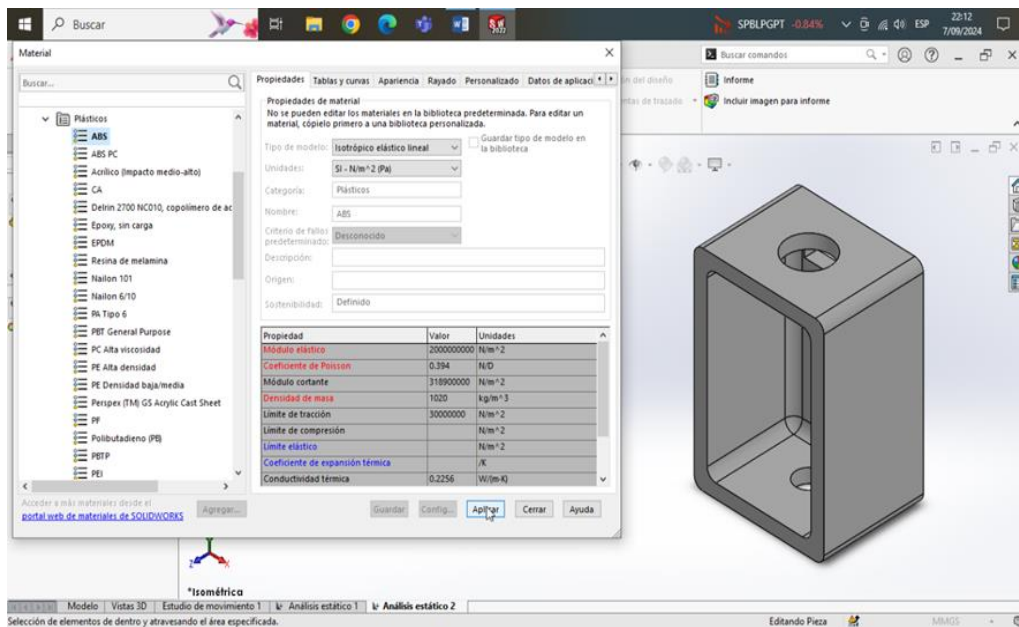 Buscar
SPBLPGPT -0.84%
ESP
22:12
7/09/2024
Material
Buscar...
Plásticos
ABS
ABS PC
Acrílico (Impacto medio-alto)
CA
Delrin 2700 NC010, copolímero de ac
Epoxy, sin carga
EPDM
Resina de melamina
Nailon 101
Nailon 6/10
PA Tipo 6
PBT General Purpose
PC Alta viscosidad
PE Alta densidad
PE Densidad baja/media
Perspex (TM) GS Acrylic Cast Sheet
PF
Polibutadieno (PB)
PBTP
PEI
Acceder a más materiales desde el
portal web de materiales de SOLIDWORKS
Agregar...
Propiedades Tablas y curvas Apariencia Rayado Personalizado Datos de aplicaci
Propiedades de material
No se pueden editar los materiales en la biblioteca predeterminada. Para editar un
material, cópielo primero a una biblioteca personalizada.
Tipo de modelo: Isotrópico elástico lineal
Guardar tipo de modelo en
la biblioteca
Unidades: SI - N/m^2 (Pa)
Categoría: Plásticos
Nombre: ABS
Criterio de fallos
predeterminado: Desconocido
Descripción:
Origen:
Sostenibilidad: Definido
Propiedad Valor Unidades
Módulo elástico 2000000000 N/m^2
Coeficiente de Poisson 0.394 N/D
Módulo cortante 318900000 N/m^2
Densidad de masa 1020 kg/m^3
Límite de tracción 30000000 N/m^2
Límite de compresión N/m^2
Límite elástico N/m^2
Coeficiente de expansión térmica /K
Conductividad térmica 0.2256 W/(m·K)
Guardar Config... Aplicar Cerrar Ayuda
Buscar comandos
ón del diseño
Informe
ntas de trazado
Incluir imagen para informe
*Isométrica
Modelo Vistas 3D Estudio de movimiento 1 Análisis estático 1 Análisis estático 2
Selección de elementos de dentro y atravesando el área especificada.
Editando Pieza
MMGS